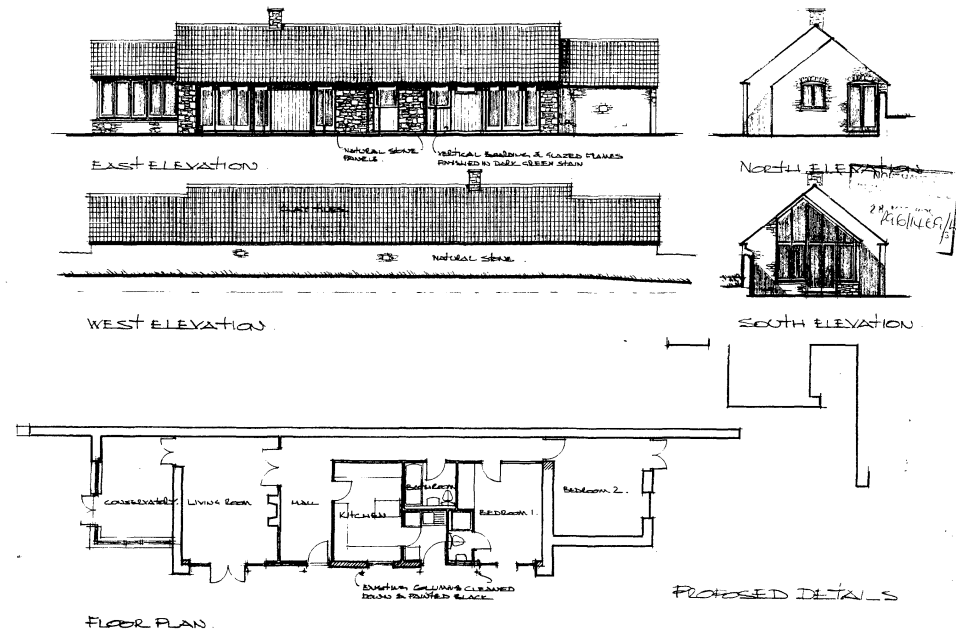 EAST ELEVATION.
NATURAL STONE
PANELS.
VERTICAL BOARDING & GLAZED FRAMES
FINISHED IN DARK GREEN STAIN
NORTH ELEVATION
CLAY TILES.
NATURAL STONE.
WEST ELEVATION.
SOUTH ELEVATION.
CONSERVATORY.
LIVING ROOM
HALL
KITCHEN
BATHROOM
BEDROOM 1.
BEDROOM 2.
EXISTING COLUMNS CLEANED
DOWN & PAINTED BLACK
PROPOSED DETAILS
FLOOR PLAN.